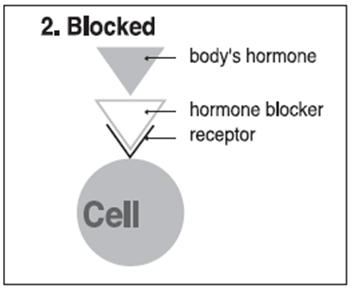 2. Blocked
body's hormone
hormone blocker
receptor
Cell